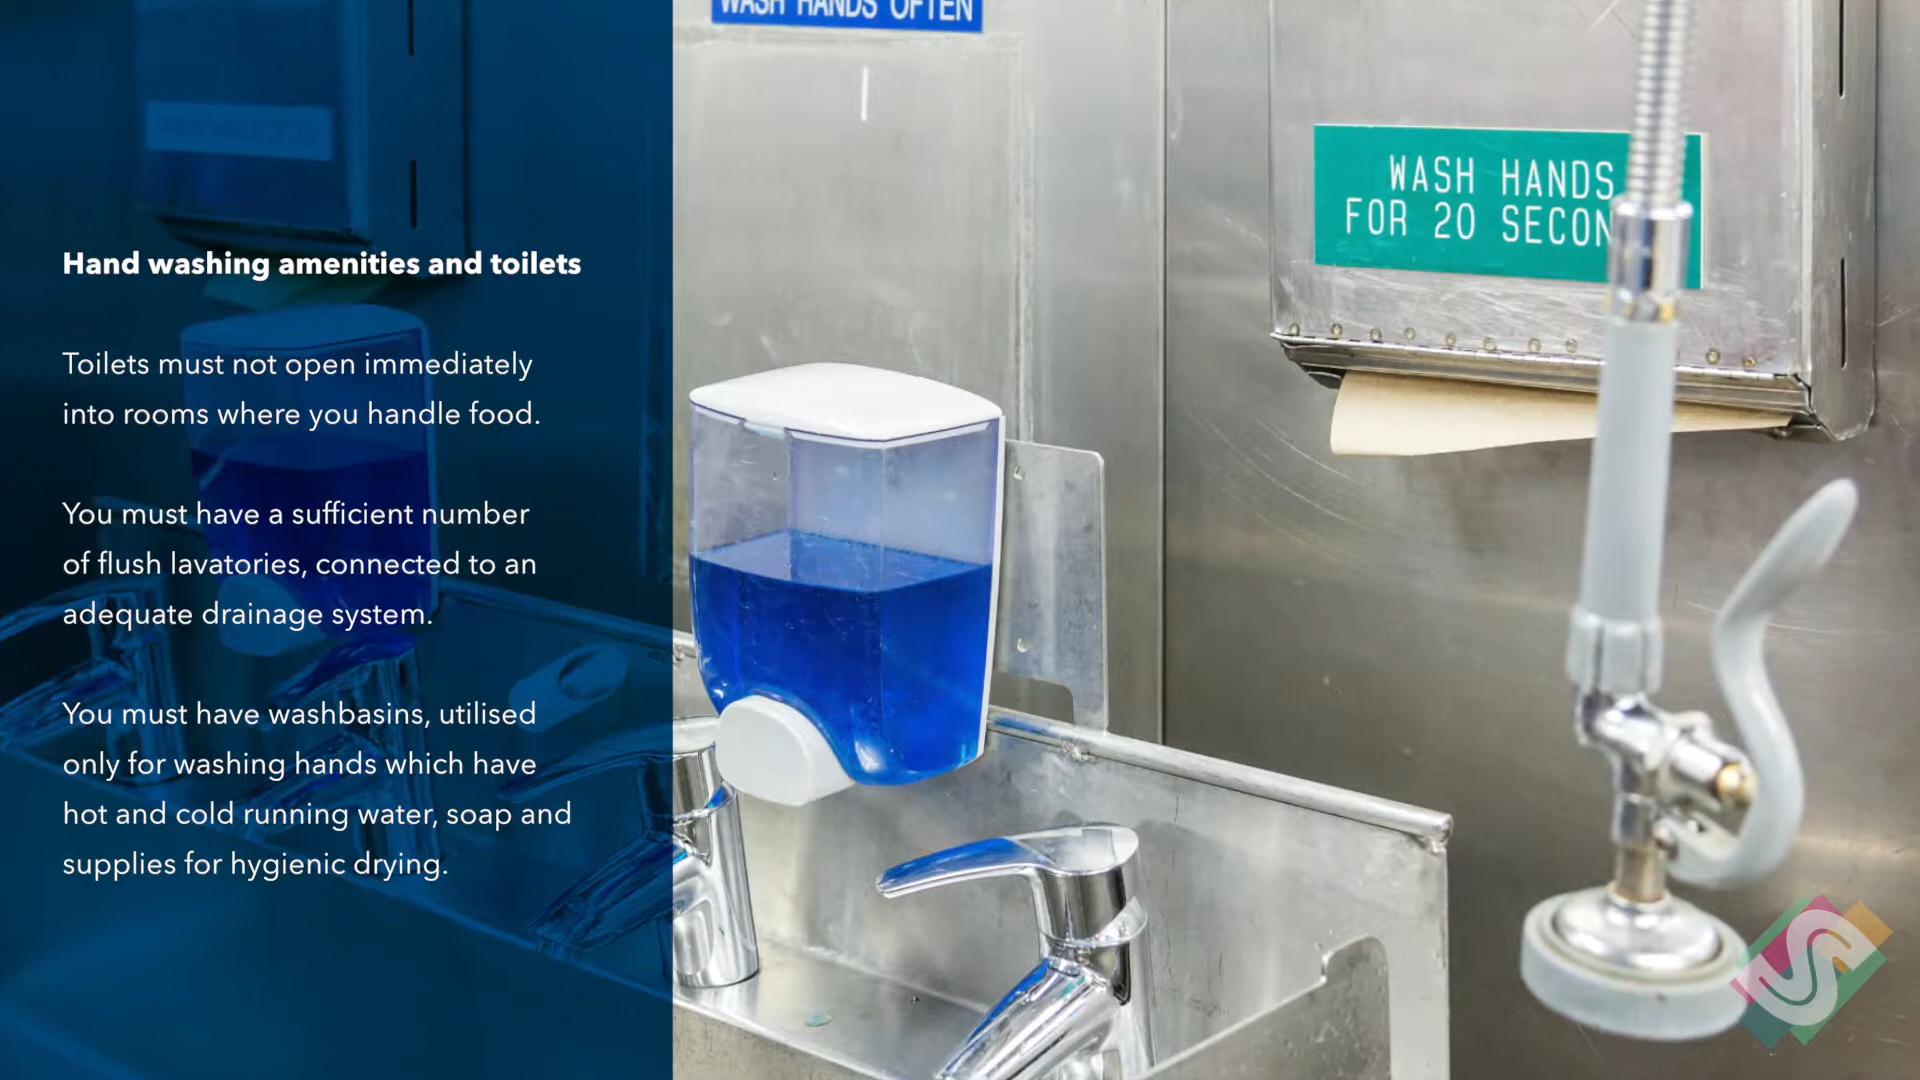 WASH HANDS OFTEN
WASH HANDS
FOR 20 SECON
Hand washing amenities and toilets
Toilets must not open immediately
into rooms where you handle food.
You must have a sufficient number
of flush lavatories, connected to an
adequate drainage system.
You must have washbasins, utilised
only for washing hands which have
hot and cold running water, soap and
supplies for hygienic drying.